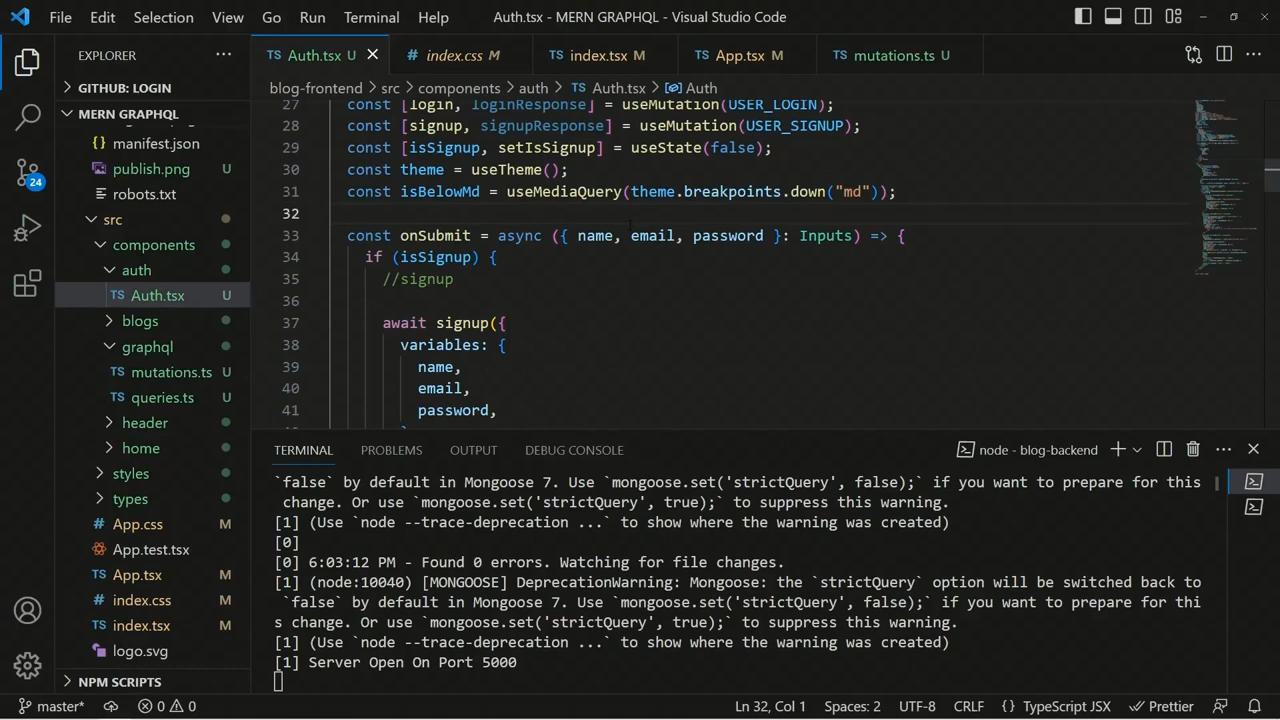 File Edit Selection View Go Run Terminal Help Auth.tsx - MERN GRAPHQL - Visual Studio Code
EXPLORER ···
Auth.tsx U index.css M index.tsx M App.tsx M mutations.ts U
GITHUB: LOGIN
blog-frontend > src > components > auth > Auth.tsx > Auth
MERN GRAPHQL
manifest.json
publish.png U
robots.txt
src
components
auth
Auth.tsx U
blogs
graphql
mutations.ts U
queries.ts U
header
home
styles
types
App.css M
App.test.tsx
App.tsx M
index.css M
index.tsx M
logo.svg
NPM SCRIPTS
24
27 const [login, loginResponse] = useMutation(USER_LOGIN);
28 const [signup, signupResponse] = useMutation(USER_SIGNUP);
29 const [isSignup, setIsSignup] = useState(false);
30 const theme = useTheme();
31 const isBelowMd = useMediaQuery(theme.breakpoints.down("md"));
32
33 const onSubmit = async ({ name, email, password }: Inputs) => {
34 if (isSignup) {
35 //signup
36
37 await signup({
38 variables: {
39 name,
40 email,
41 password,
TERMINAL PROBLEMS OUTPUT DEBUG CONSOLE node - blog-backend
`false` by default in Mongoose 7. Use `mongoose.set('strictQuery', false);` if you want to prepare for this
change. Or use `mongoose.set('strictQuery', true);` to suppress this warning.
[1] (Use `node --trace-deprecation ...` to show where the warning was created)
[0]
[0] 6:03:12 PM - Found 0 errors. Watching for file changes.
[1] (node:10040) [MONGOOSE] DeprecationWarning: Mongoose: the `strictQuery` option will be switched back to
`false` by default in Mongoose 7. Use `mongoose.set('strictQuery', false);` if you want to prepare for thi
s change. Or use `mongoose.set('strictQuery', true);` to suppress this warning.
[1] (Use `node --trace-deprecation ...` to show where the warning was created)
[1] Server Open On Port 5000
master* 0 0 Ln 32, Col 1 Spaces: 2 UTF-8 CRLF {} TypeScript JSX Prettier